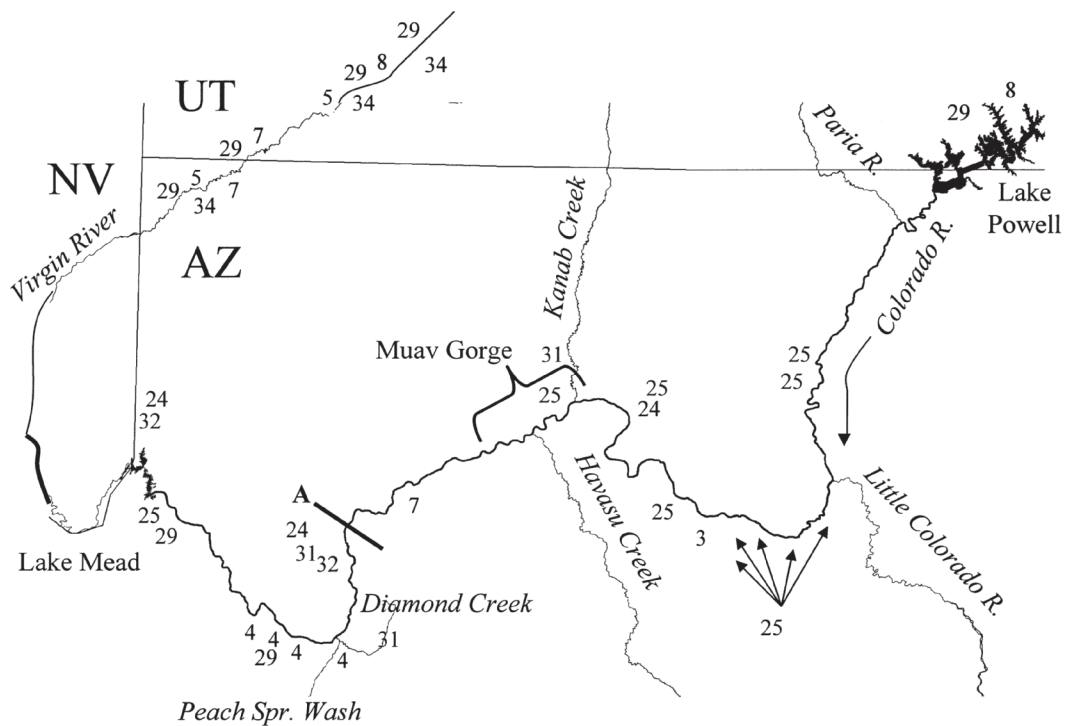 29
8
29
34
8
UT
5
34
29
Paria R.
7
29
NV
5
29
7
34
Lake
Powell
Virgin River
AZ
Kanab Creek
Colorado R.
Muav Gorge
31
25
25
25
25
24
24
32
Havasu Creek
Little Colorado R.
A
7
25
25
29
24
3
31
32
Lake Mead
Diamond Creek
25
4
4
4
31
29
4
Peach Spr. Wash